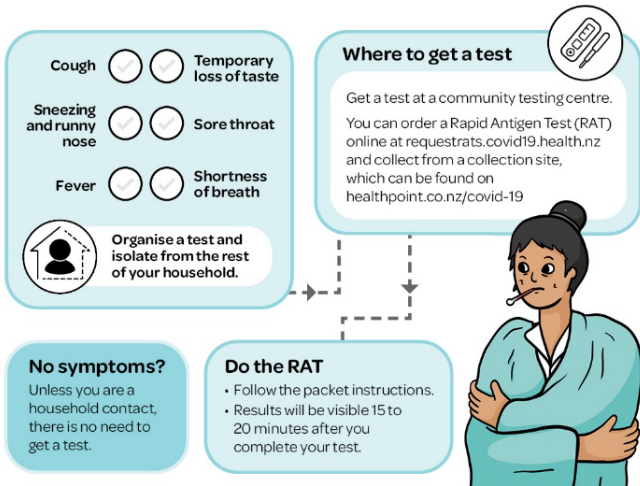 Cough
Temporary
loss of taste
Sneezing
and runny
nose
Sore throat
Fever
Shortness
of breath
Organise a test and
isolate from the rest
of your household.
Where to get a test
Get a test at a community testing centre.
You can order a Rapid Antigen Test (RAT)
online at requestrats.covid19.health.nz
and collect from a collection site,
which can be found on
healthpoint.co.nz/covid-19
No symptoms?
Unless you are a
household contact,
there is no need to
get a test.
Do the RAT
• Follow the packet instructions.
• Results will be visible 15 to
20 minutes after you
complete your test.